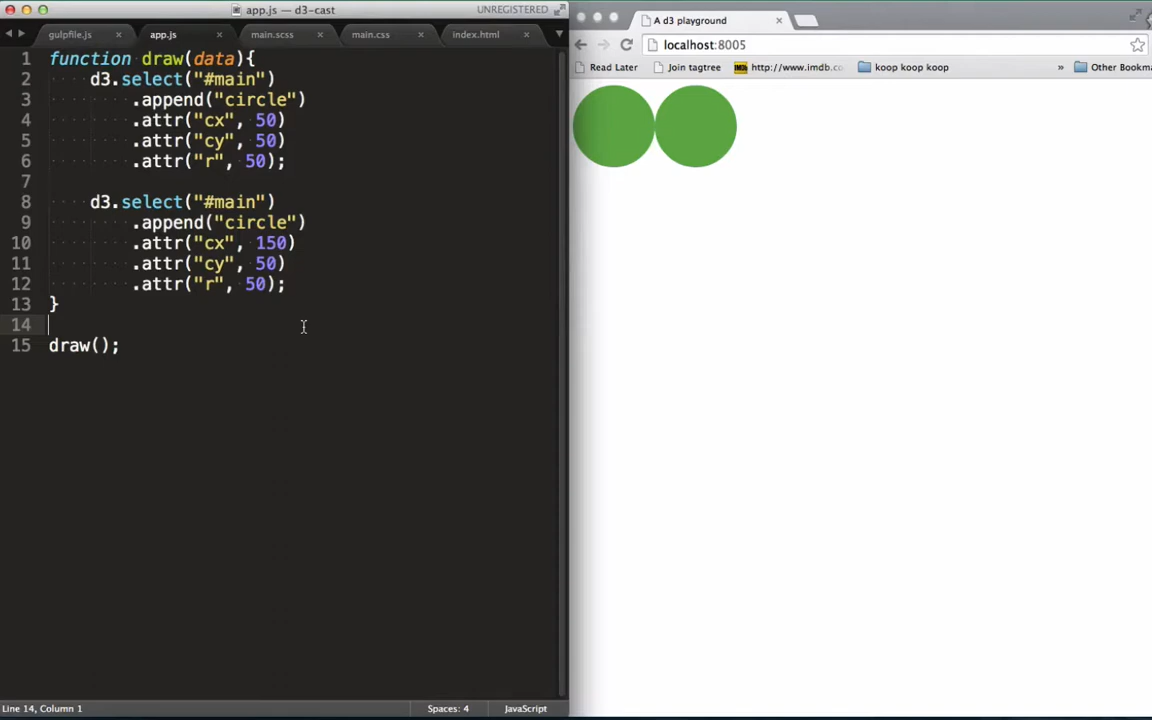 app.js — d3-cast
UNREGISTERED
gulpfile.js
app.js
main.scss
main.css
index.html
1 function draw(data){
2 d3.select("#main")
3 .append("circle")
4 .attr("cx", 50)
5 .attr("cy", 50)
6 .attr("r", 50);
7
8 d3.select("#main")
9 .append("circle")
10 .attr("cx", 150)
11 .attr("cy", 50)
12 .attr("r", 50);
13 }
14
15 draw();
Line 14, Column 1
Spaces: 4
JavaScript
A d3 playground
localhost:8005
Read Later
Join tagtree
IMDb
http://www.imdb.co
koop koop koop
»
Other Bookma